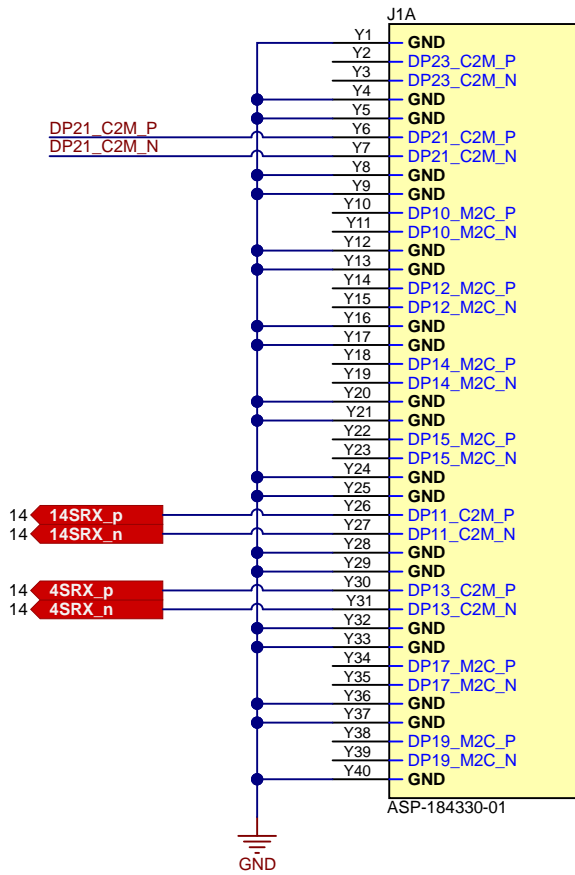 J1A
Y1 GND
Y2 DP23_C2M_P
Y3 DP23_C2M_N
Y4 GND
Y5 GND
DP21_C2M_P Y6 DP21_C2M_P
DP21_C2M_N Y7 DP21_C2M_N
Y8 GND
Y9 GND
Y10 DP10_M2C_P
Y11 DP10_M2C_N
Y12 GND
Y13 GND
Y14 DP12_M2C_P
Y15 DP12_M2C_N
Y16 GND
Y17 GND
Y18 DP14_M2C_P
Y19 DP14_M2C_N
Y20 GND
Y21 GND
Y22 DP15_M2C_P
Y23 DP15_M2C_N
Y24 GND
Y25 GND
14 14SRX_p Y26 DP11_C2M_P
14 14SRX_n Y27 DP11_C2M_N
Y28 GND
Y29 GND
14 4SRX_p Y30 DP13_C2M_P
14 4SRX_n Y31 DP13_C2M_N
Y32 GND
Y33 GND
Y34 DP17_M2C_P
Y35 DP17_M2C_N
Y36 GND
Y37 GND
Y38 DP19_M2C_P
Y39 DP19_M2C_N
Y40 GND
ASP-184330-01
GND